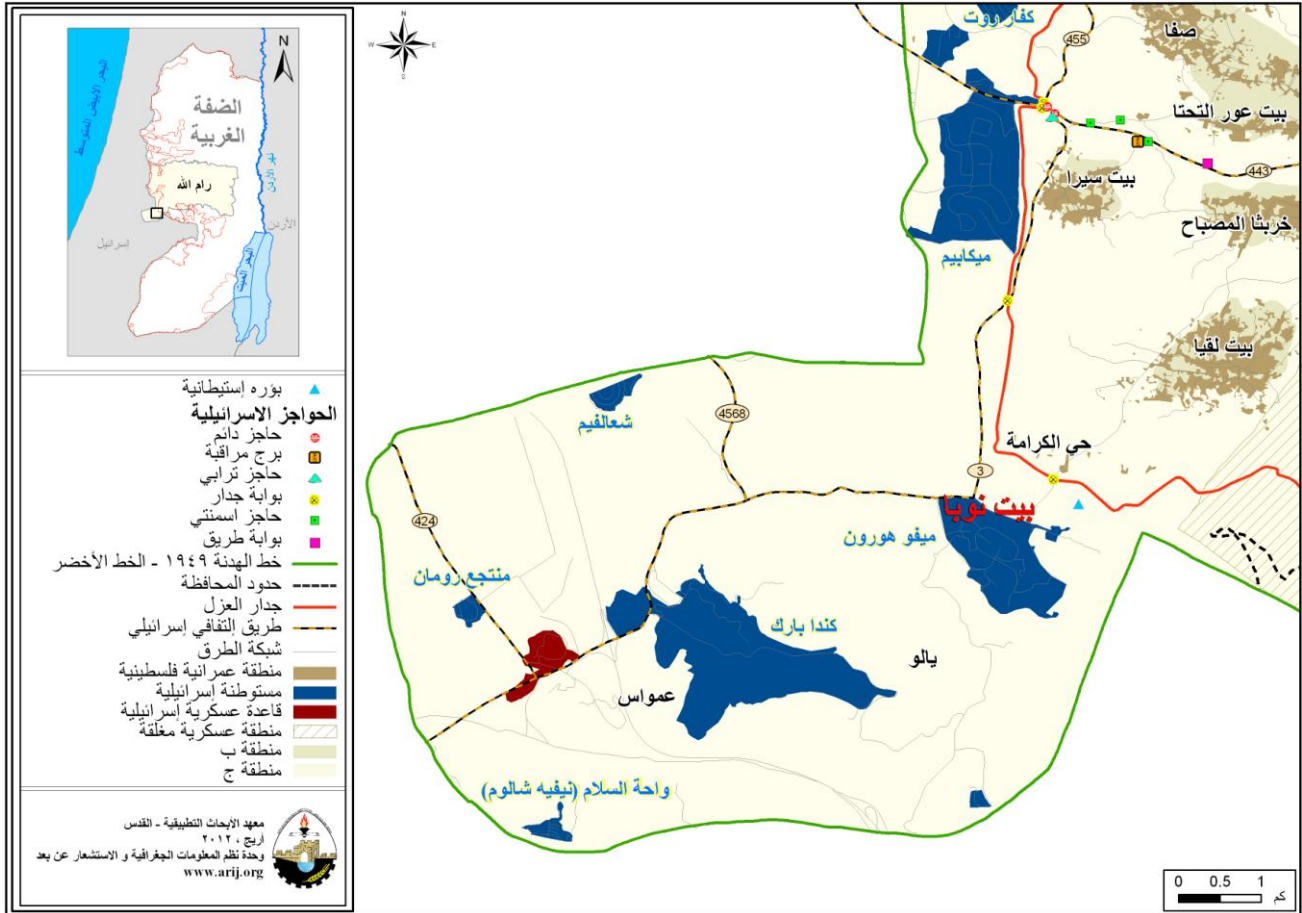 N
البحر الابيض المتوسط
الضفة
الغربية
نهر الأردن
رام الله
الأردن
إسرائيل
البحر الميت
بؤره إستيطانية
الحواجز الاسرائيلية
حاجز دائم
برج مراقبة
حاجز ترابي
بوابة جدار
حاجز اسمنتي
بوابة طريق
خط الهدنة ١٩٤٩ - الخط الأخضر
حدود المحافظة
جدار العزل
طريق إلتفافي إسرائيلي
شبكة الطرق
منطقة عمرانية فلسطينية
مستوطنة إسرائيلية
قاعدة عسكرية إسرائيلية
منطقة عسكرية مغلقة
منطقة ب
منطقة ج
معهد الأبحاث التطبيقية - القدس
أريج ، ٢٠١٢
وحدة نظم المعلومات الجغرافية و الاستشعار عن بعد
www.arij.org
N
W E
S
كفار رووت
صفا
455
بيت عور التحتا
443
بيت سيرا
خربثا المصباح
ميكابيم
بيت لقيا
شعالفيم
4568
حي الكرامة
3
بيت نوبا
424
ميفو هورون
منتجع رومان
كندا بارك
يالو
عمواس
واحة السلام (نيفيه شالوم)
0 0.5 1
كم